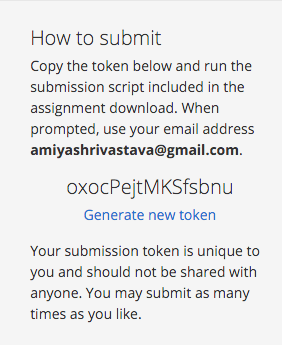 How to submit
Copy the token below and run the
submission script included in the
assignment download. When
prompted, use your email address
amiyashrivastava@gmail.com.
oxocPejtMKSfsbnu
Generate new token
Your submission token is unique to
you and should not be shared with
anyone. You may submit as many
times as you like.